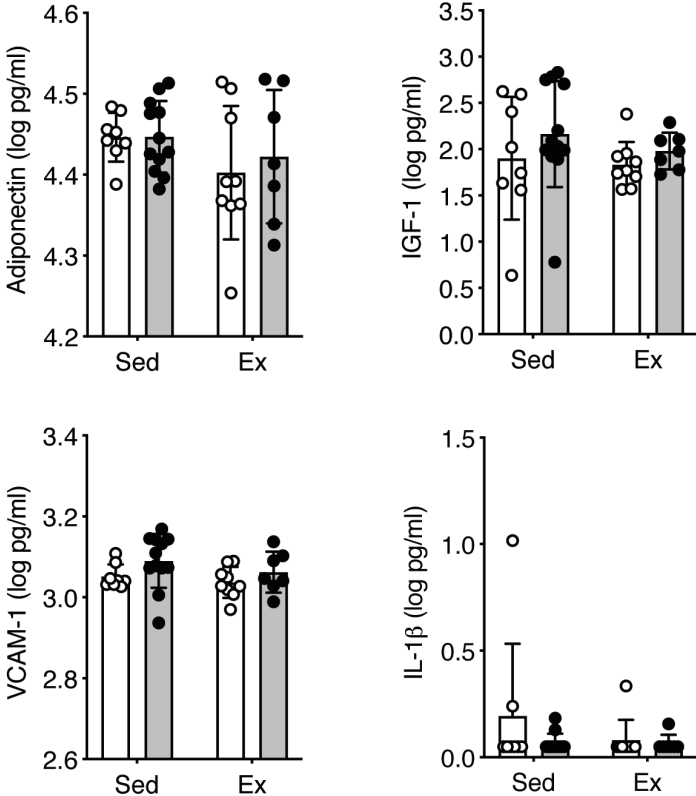 Adiponectin (log pg/ml)
4.6
4.5
4.4
4.3
4.2
Sed Ex
IGF-1 (log pg/ml)
3.5
3.0
2.5
2.0
1.5
1.0
0.5
0.0
Sed Ex
VCAM-1 (log pg/ml)
3.4
3.2
3.0
2.8
2.6
Sed Ex
IL-1β (log pg/ml)
1.5
1.0
0.5
0.0
Sed Ex